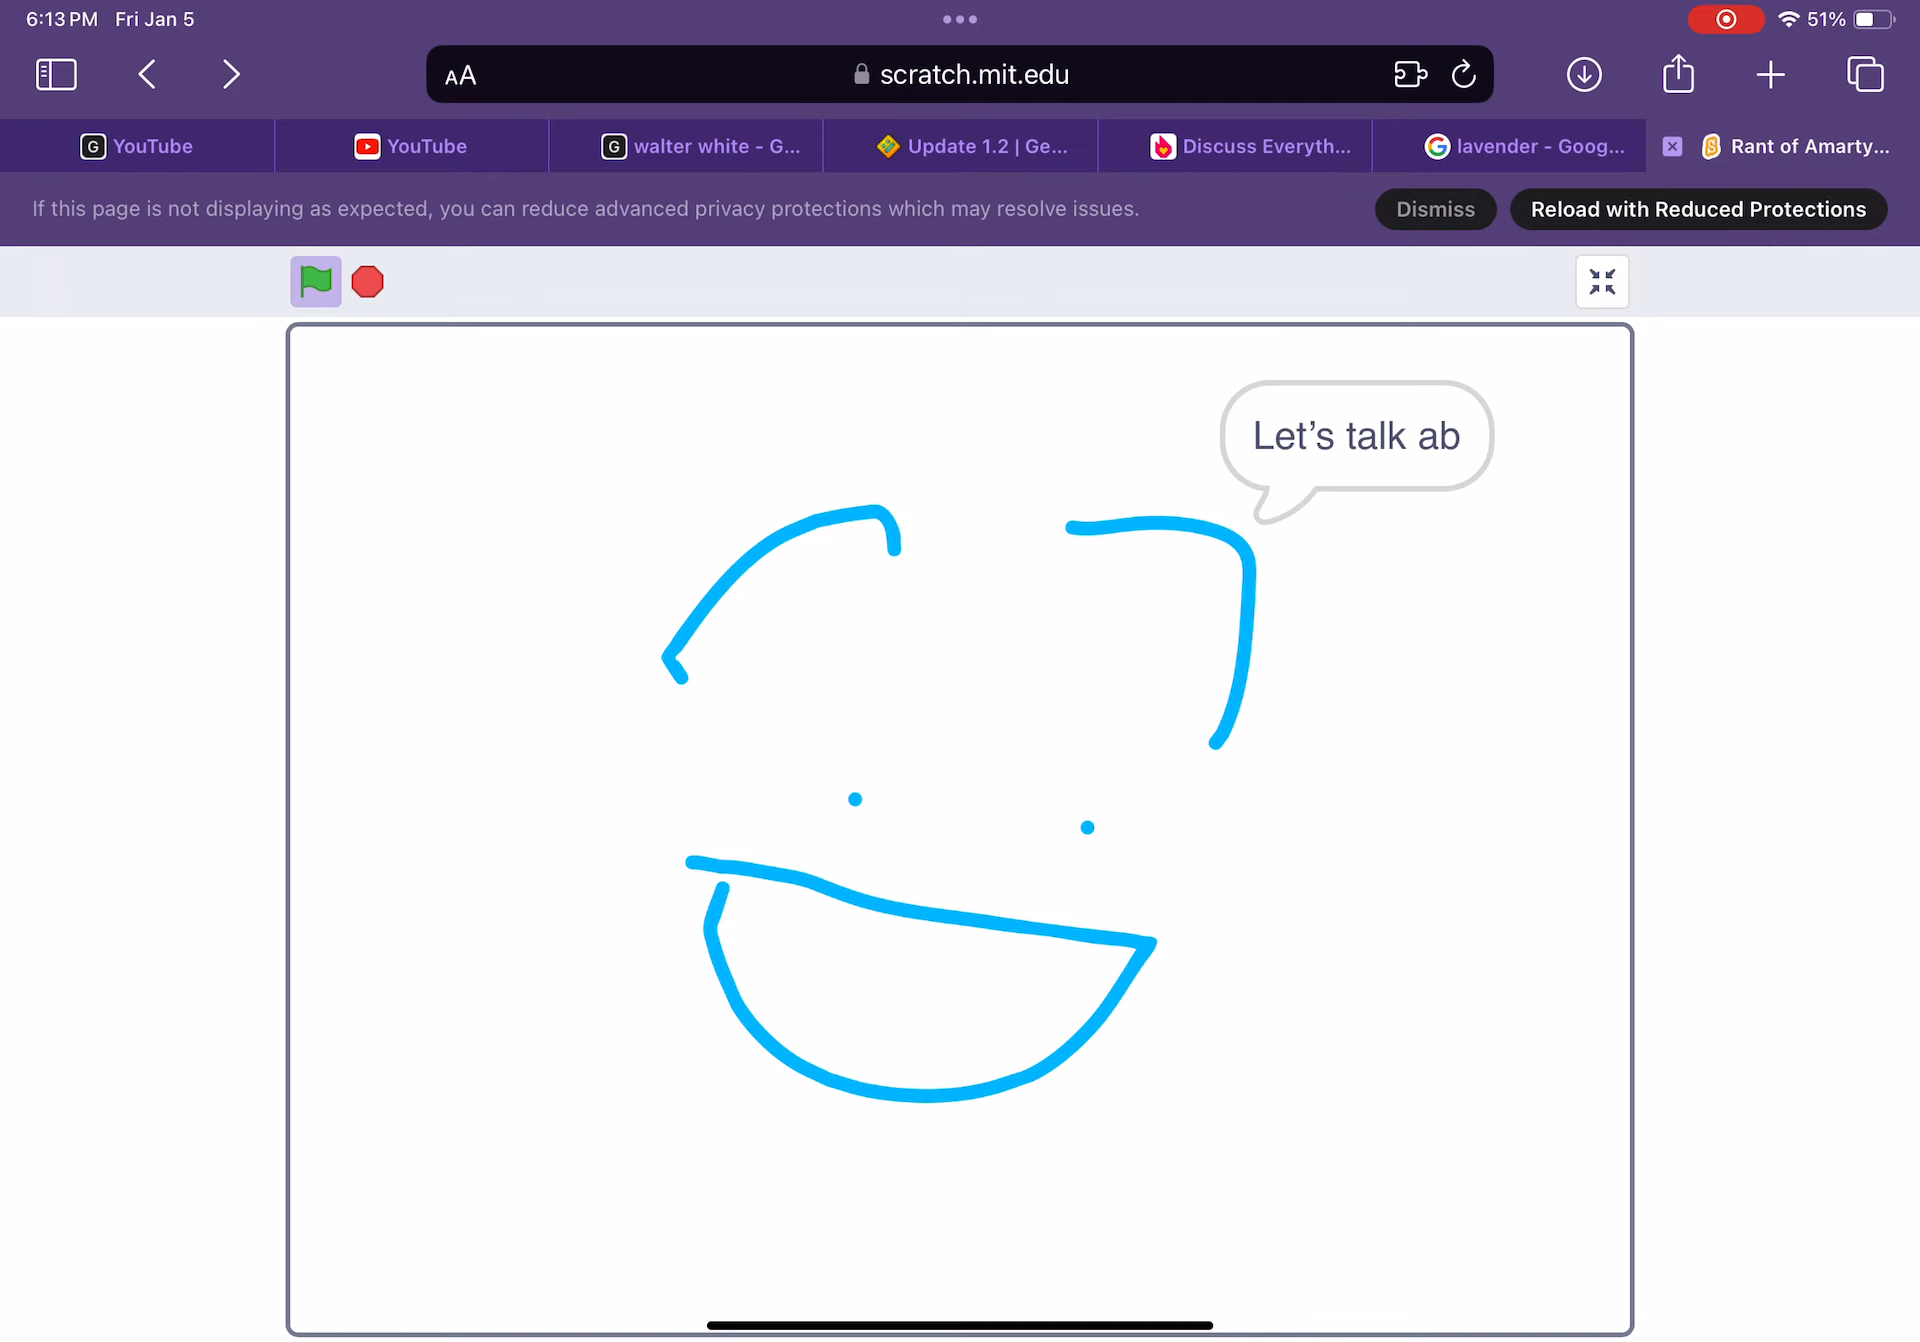 6:13 PM Fri Jan 5
51%
AA
scratch.mit.edu
YouTube
YouTube
walter white - G...
Update 1.2 | Ge...
Discuss Everyth...
lavender - Goog...
Rant of Amarty...
If this page is not displaying as expected, you can reduce advanced privacy protections which may resolve issues.
Dismiss
Reload with Reduced Protections
Let’s talk ab